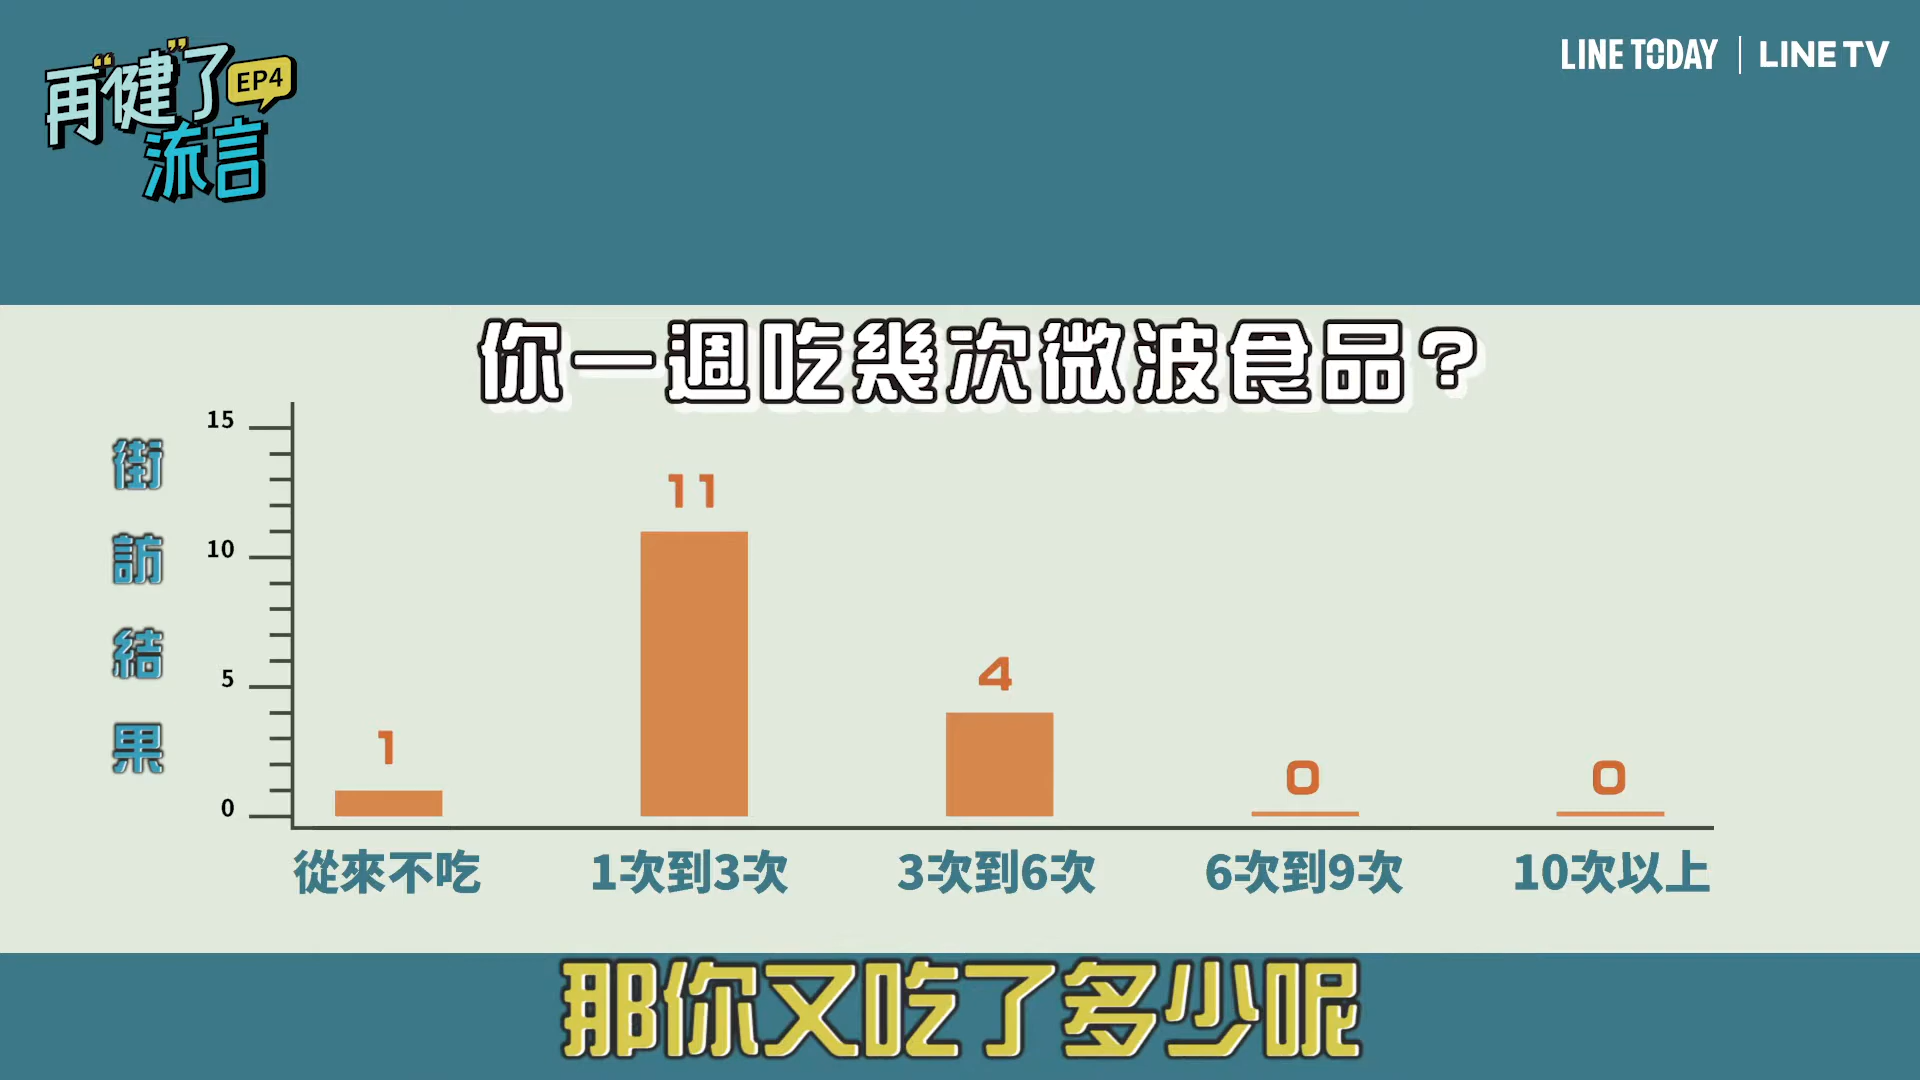 再“健”了
EP4
流言
LINE TODAY | LINE TV
你一週吃幾次微波食品?
街訪結果
15
10
5
0
1
11
4
0
0
從來不吃
1次到3次
3次到6次
6次到9次
10次以上
那你又吃了多少呢